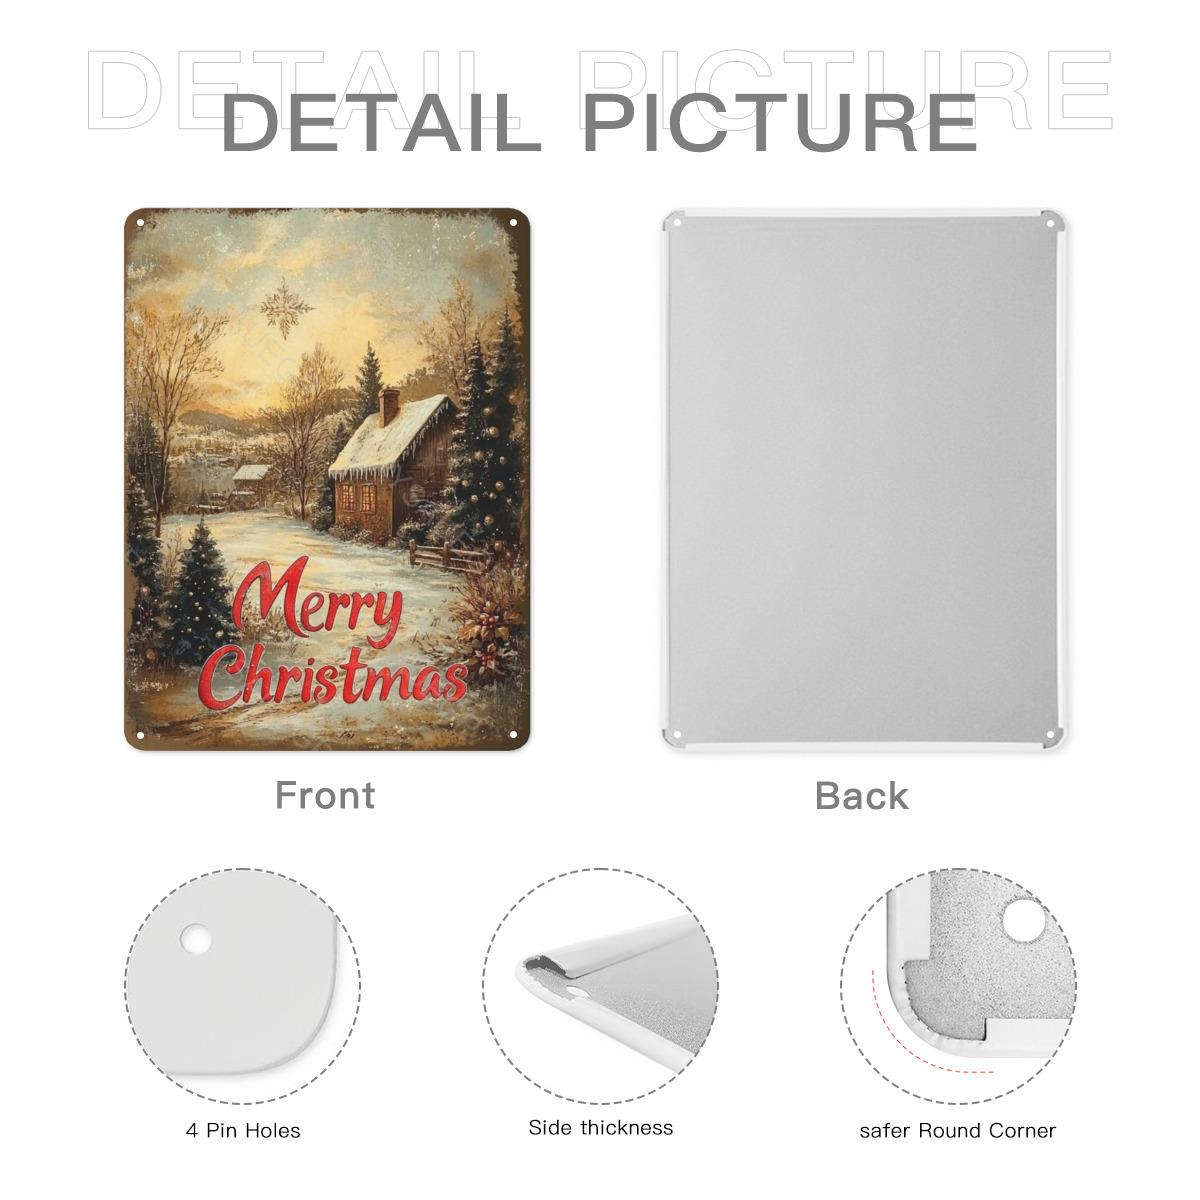 DETAIL PICTURE
DETAIL PICTURE
Merry
Christmas
Front
Back
4 Pin Holes
Side thickness
safer Round Corner